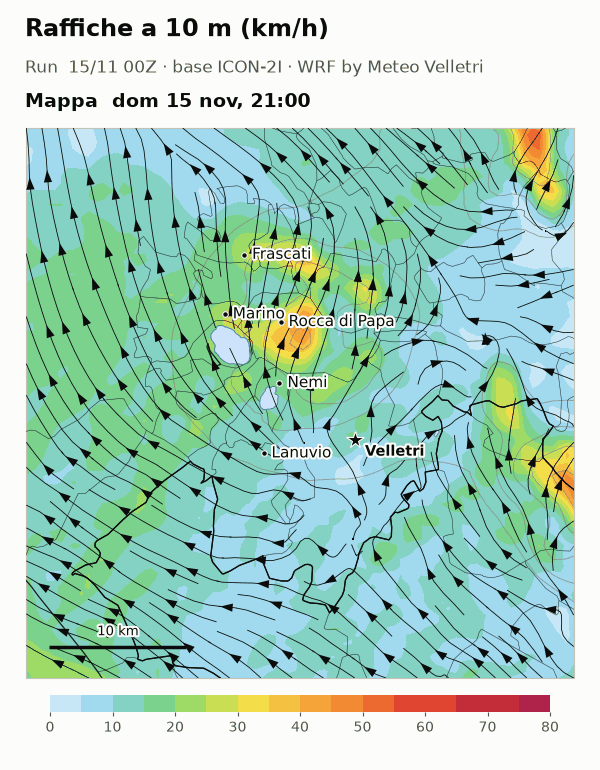 Raffiche a 10 m (km/h)
Run  15/11 00Z · base ICON-2I · WRF by Meteo Velletri
Mappa  dom 15 nov, 21:00
Frascati
Marino
Rocca di Papa
Nemi
Velletri
Lanuvio
10 km
0 10 20 30 40 50 60 70 80